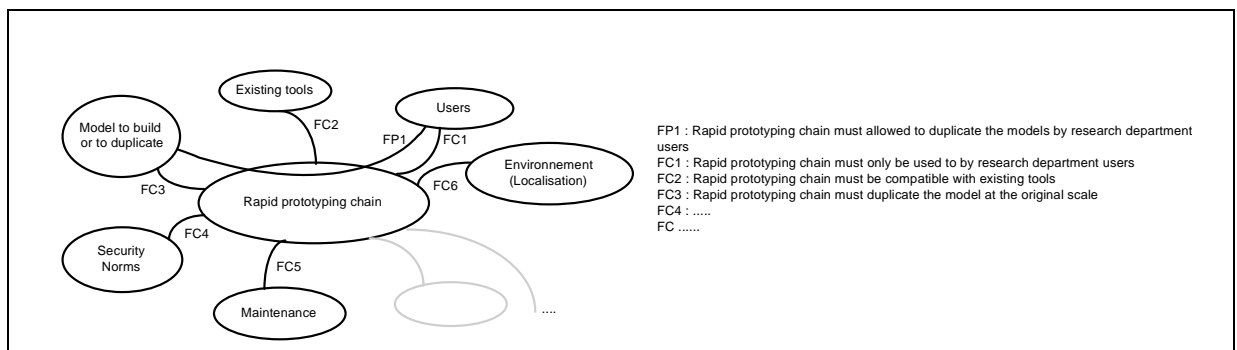 Existing tools
Users
Model to build
or to duplicate
FC2
FP1
FC1
Environnement
(Localisation)
FC3
FC6
Rapid prototyping chain
FC4
Security
Norms
FC5
Maintenance
....
FP1 : Rapid prototyping chain must allowed to duplicate the models by research department
users
FC1 : Rapid prototyping chain must only be used to by research department users
FC2 : Rapid prototyping chain must be compatible with existing tools
FC3 : Rapid prototyping chain must duplicate the model at the original scale
FC4 : .....
FC ......